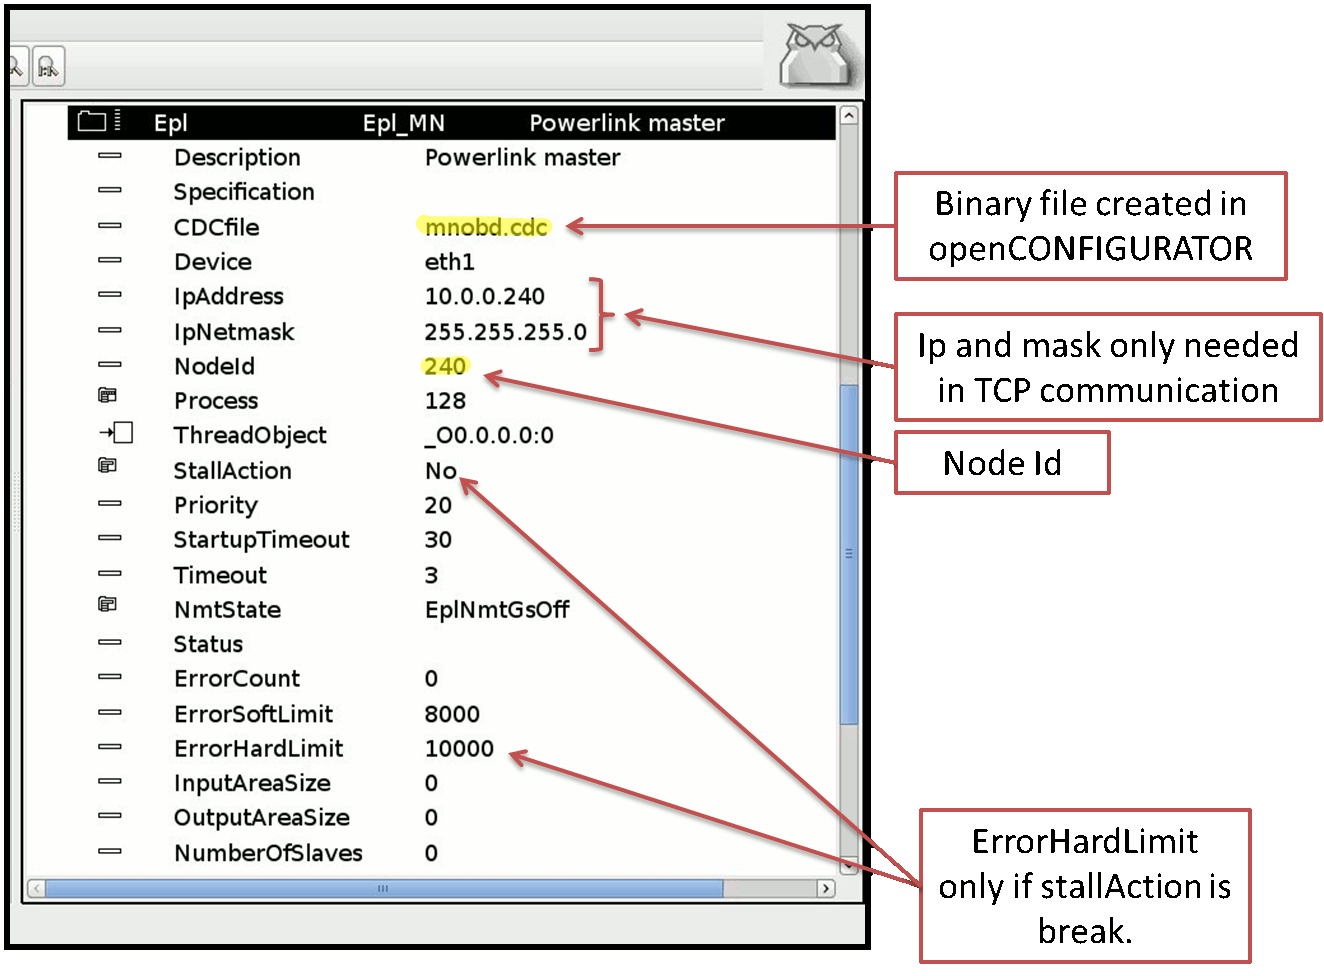 Epl Epl_MN Powerlink master
Description Powerlink master
Specification
CDCfile mnobd.cdc
Device eth1
IpAddress 10.0.0.240
IpNetmask 255.255.255.0
NodeId 240
Process 128
ThreadObject _O0.0.0.0:0
StallAction No
Priority 20
StartupTimeout 30
Timeout 3
NmtState EplNmtGsOff
Status
ErrorCount 0
ErrorSoftLimit 8000
ErrorHardLimit 10000
InputAreaSize 0
OutputAreaSize 0
NumberOfSlaves 0
Binary file created in
openCONFIGURATOR
Ip and mask only needed
in TCP communication
Node Id
ErrorHardLimit
only if stallAction is
break.